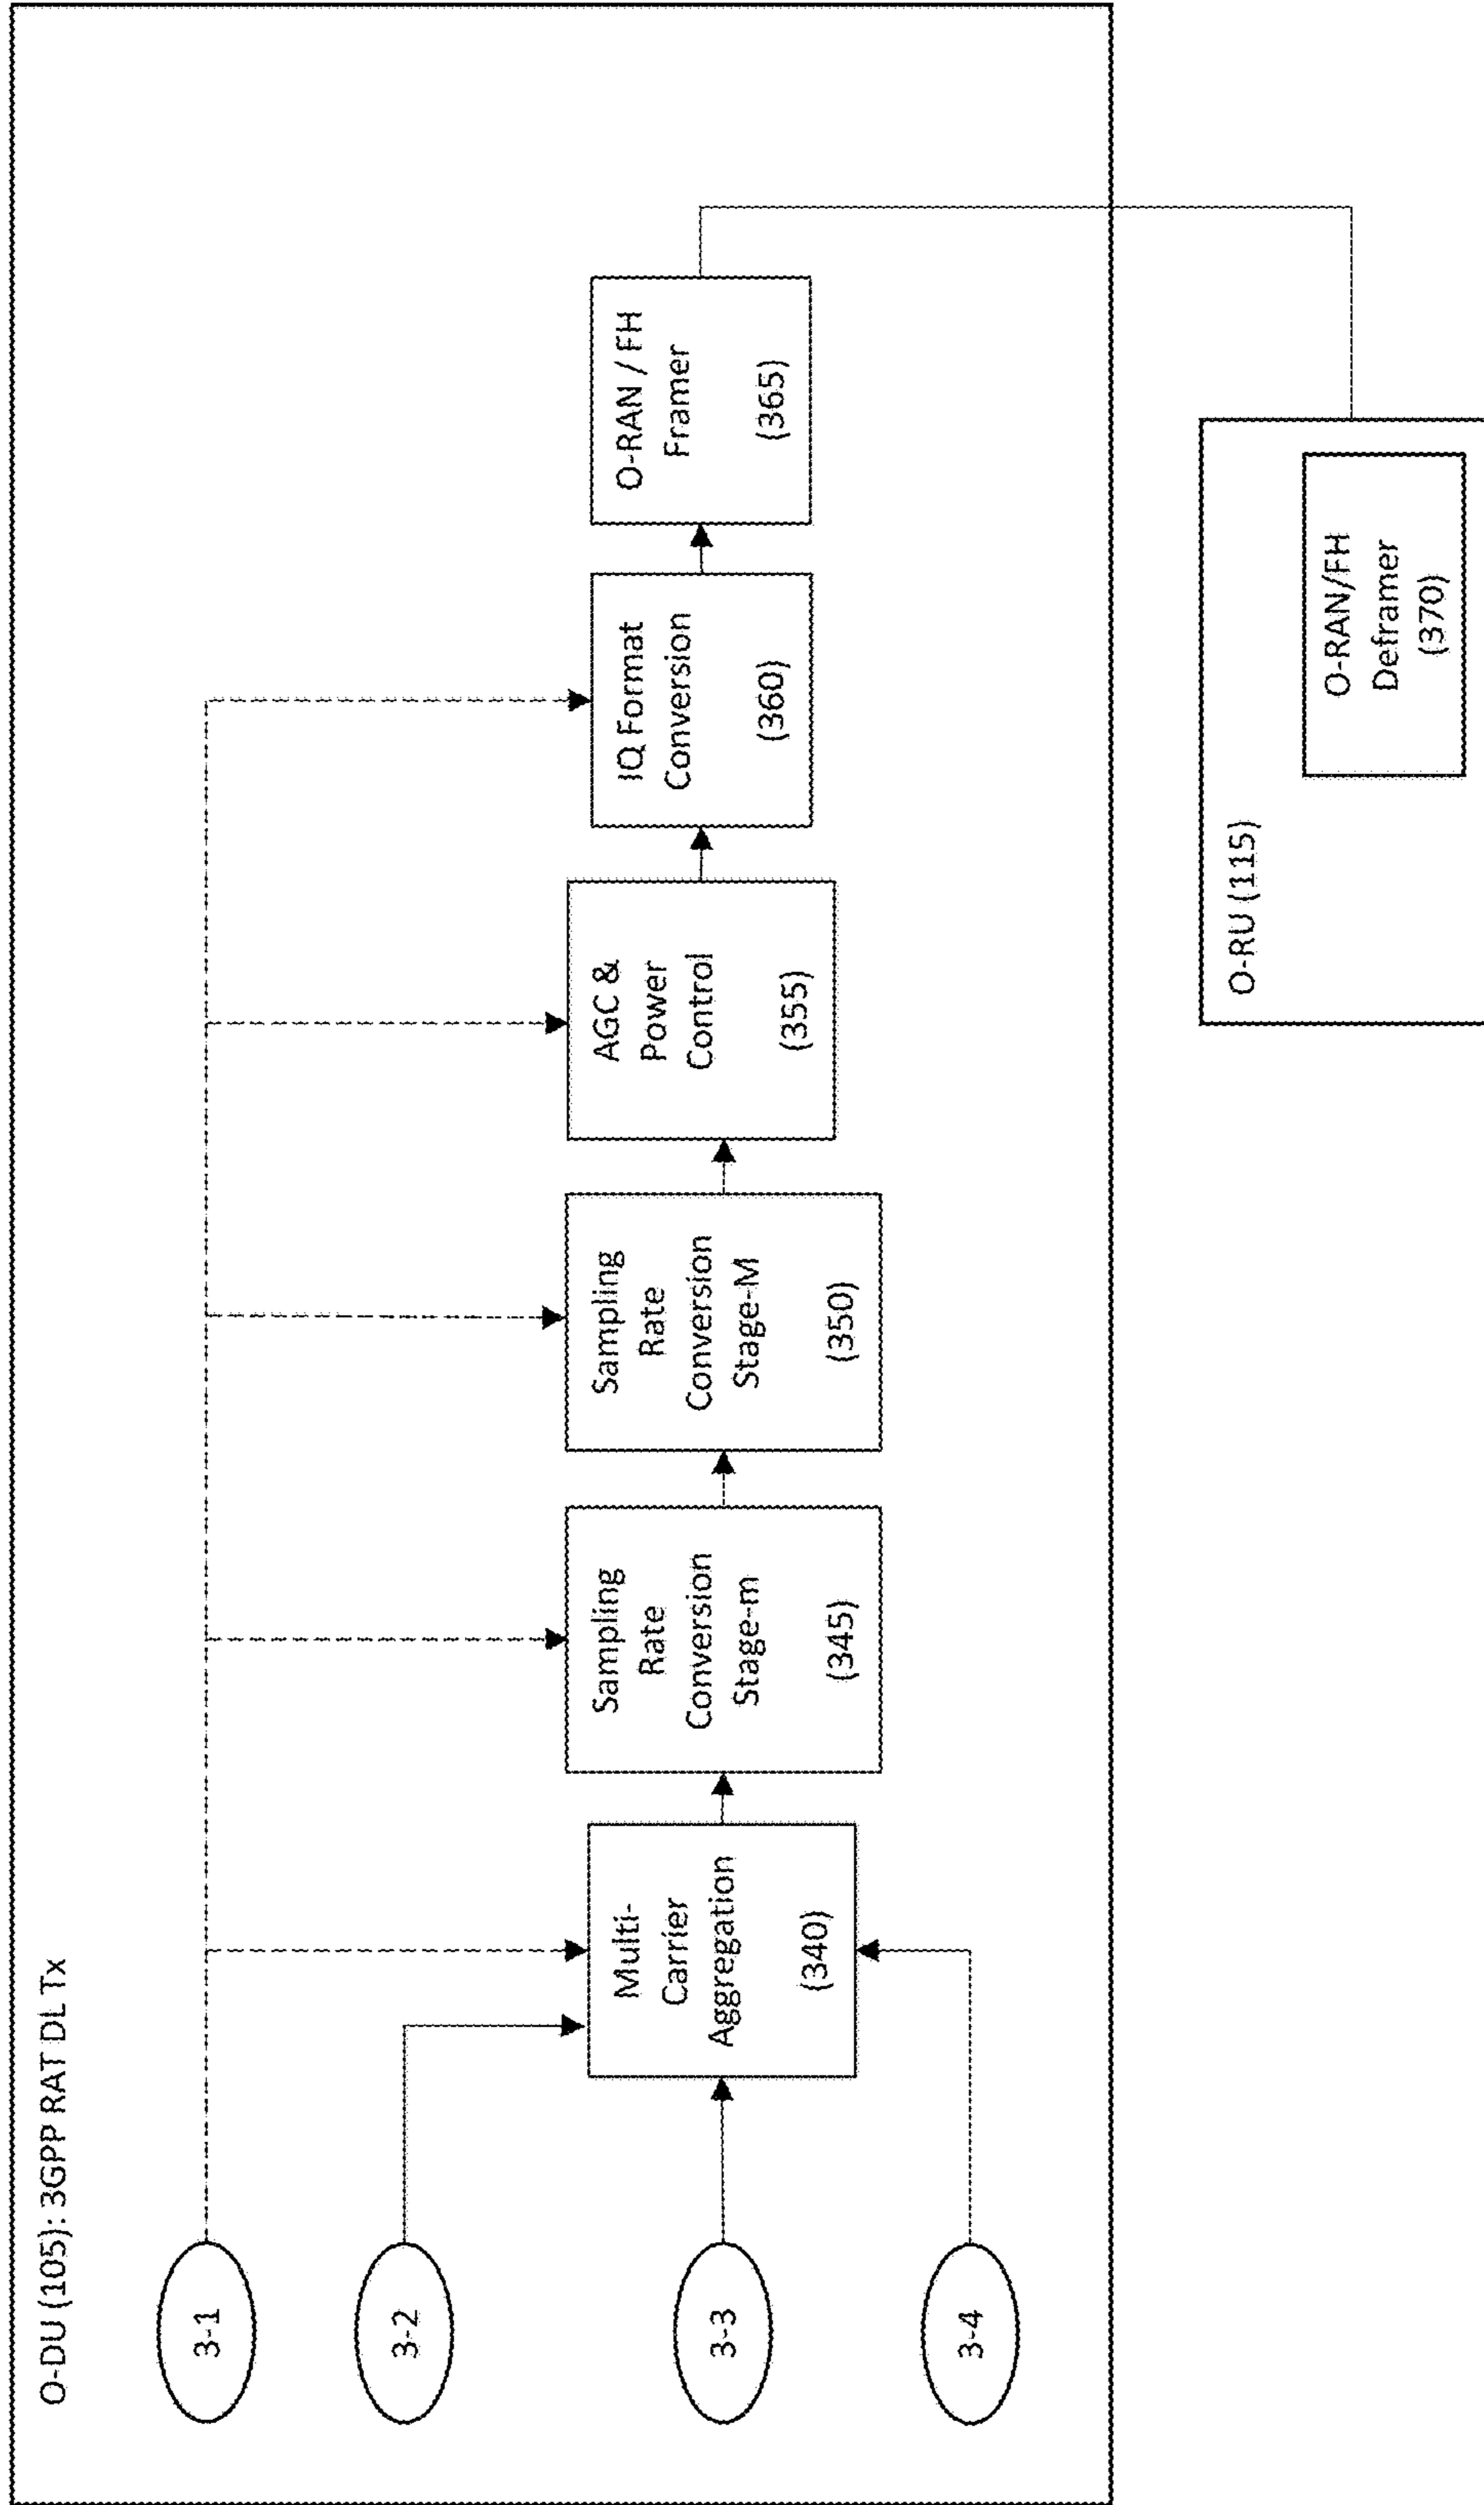 O-DU (105): 3GPP RAT DL Tx
3-1
3-2
3-3
3-4
Multi-
Carrier
Aggregation
(340)
Sampling
Rate
Conversion
Stage-m
(345)
Sampling
Rate
Conversion
Stage-M
(350)
AGC &
Power
Control
(355)
IQ Format
Conversion
(360)
O-RAN / FH
Framer
(365)
O-RU (115)
O-RAN/FH
Deframer
(370)